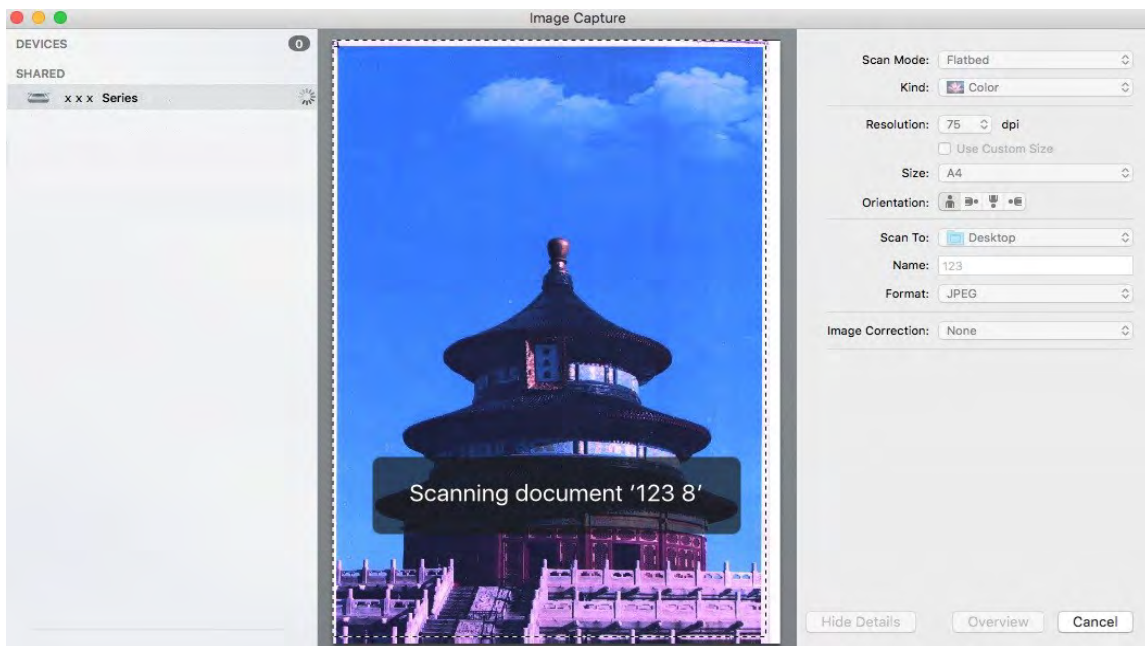 Image Capture
DEVICES
0
SHARED
x x x Series
Scan Mode: Flatbed
Kind: Color
Resolution: 75 dpi
Use Custom Size
Size: A4
Orientation:
Scan To: Desktop
Name: 123
Format: JPEG
Image Correction: None
Scanning document '123 8'
Hide Details
Overview
Cancel